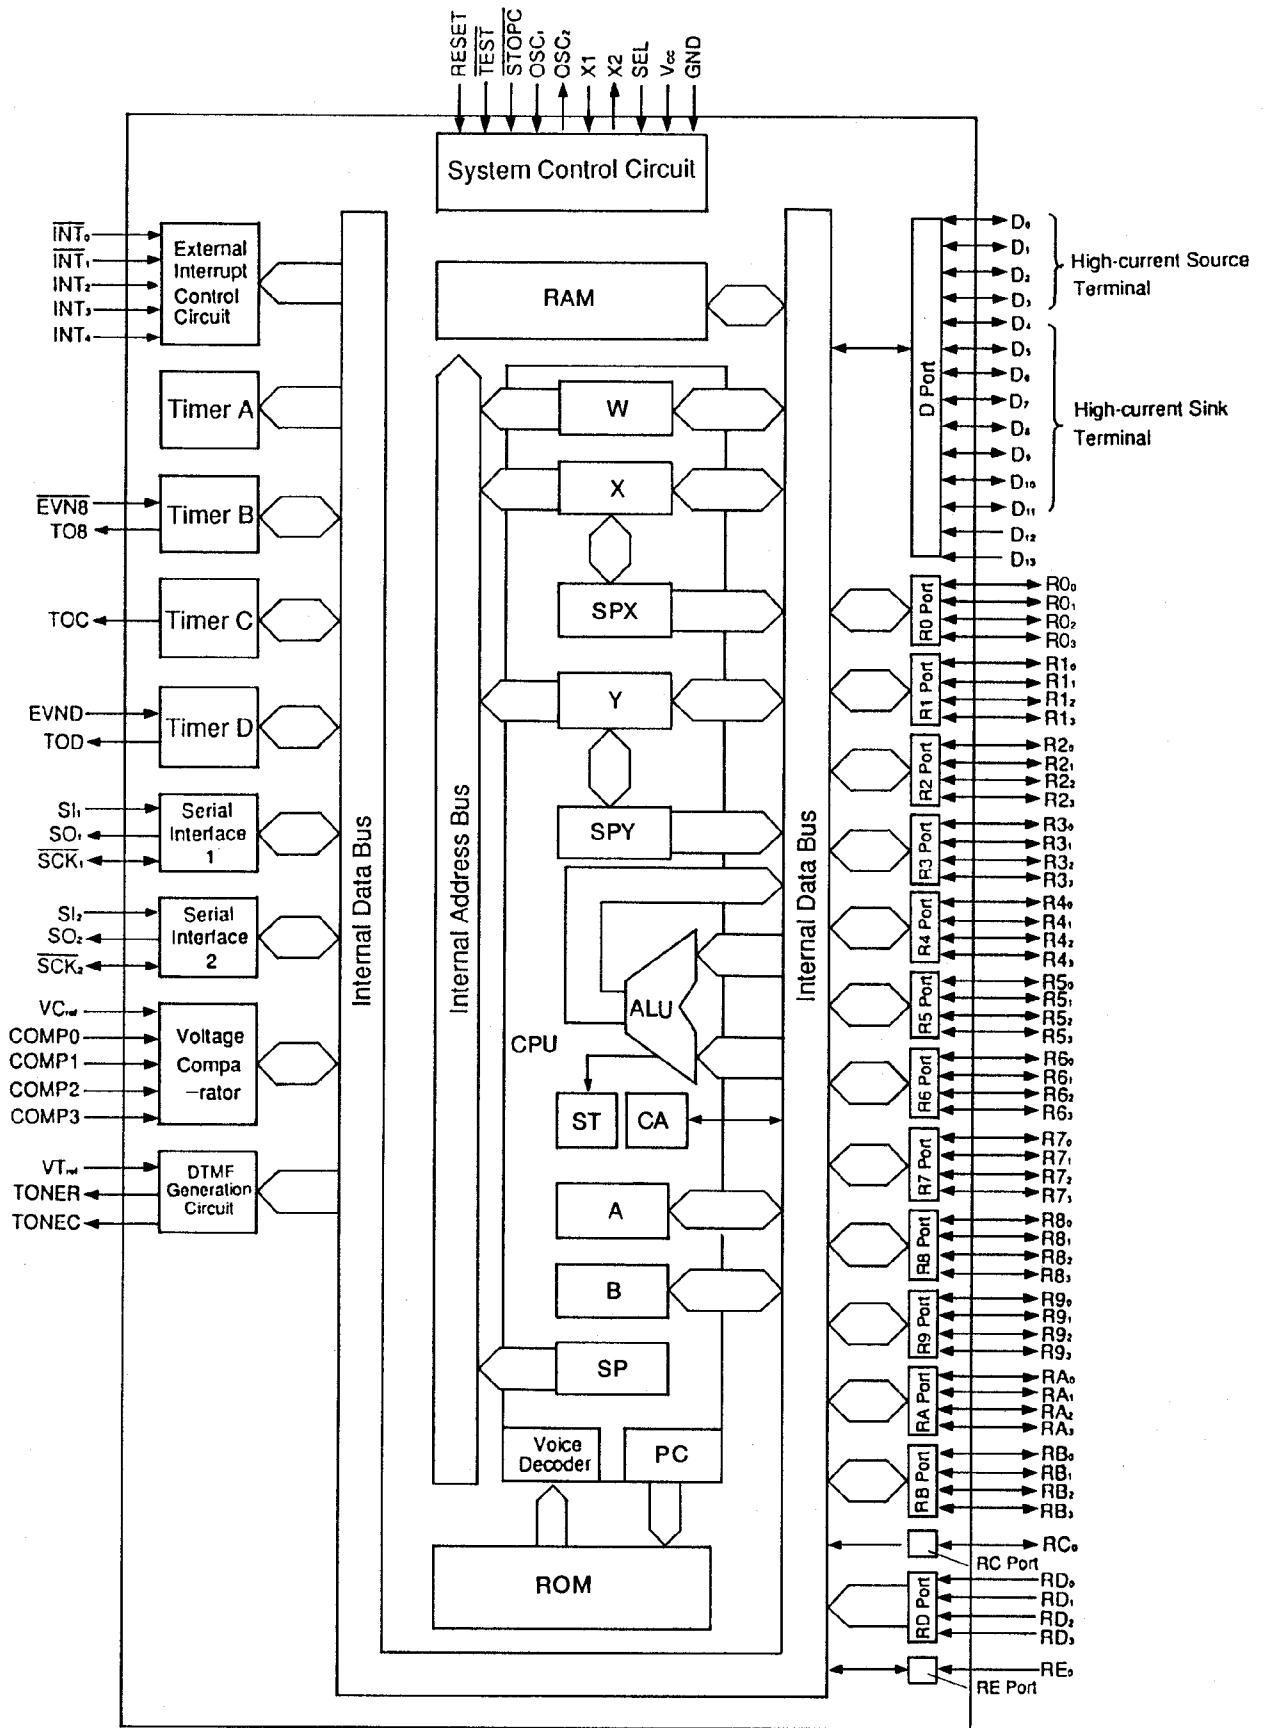 RESET
TEST
STOPC
OSC₁
OSC₂
X1
X2
SEL
Vcc
GND
System Control Circuit
INT₀
INT₁
INT₂
INT₃
INT₄
External
Interrupt
Control
Circuit
Timer A
EVN8
TO8
Timer B
TOC
Timer C
EVND
TOD
Timer D
SI₁
SO₁
SCK₁
Serial
Interface
1
SI₂
SO₂
SCK₂
Serial
Interface
2
VCref
COMP0
COMP1
COMP2
COMP3
Voltage
Compa
-rator
VTref
TONER
TONEC
DTMF
Generation
Circuit
Internal Data Bus
Internal Address Bus
RAM
W
X
SPX
Y
SPY
ALU
CPU
ST
CA
A
B
SP
Voice
Decoder
PC
ROM
Internal Data Bus
D Port
D₀
D₁
D₂
D₃
High-current Source
Terminal
D₄
D₅
D₆
D₇
D₈
D₉
D₁₀
D₁₁
High-current Sink
Terminal
D₁₂
D₁₃
R0 Port
R0₀
R0₁
R0₂
R0₃
R1 Port
R1₀
R1₁
R1₂
R1₃
R2 Port
R2₀
R2₁
R2₂
R2₃
R3 Port
R3₀
R3₁
R3₂
R3₃
R4 Port
R4₀
R4₁
R4₂
R4₃
R5 Port
R5₀
R5₁
R5₂
R5₃
R6 Port
R6₀
R6₁
R6₂
R6₃
R7 Port
R7₀
R7₁
R7₂
R7₃
R8 Port
R8₀
R8₁
R8₂
R8₃
R9 Port
R9₀
R9₁
R9₂
R9₃
RA Port
RA₀
RA₁
RA₂
RA₃
RB Port
RB₀
RB₁
RB₂
RB₃
RC₀
RC Port
RD Port
RD₀
RD₁
RD₂
RD₃
RE₀
RE Port